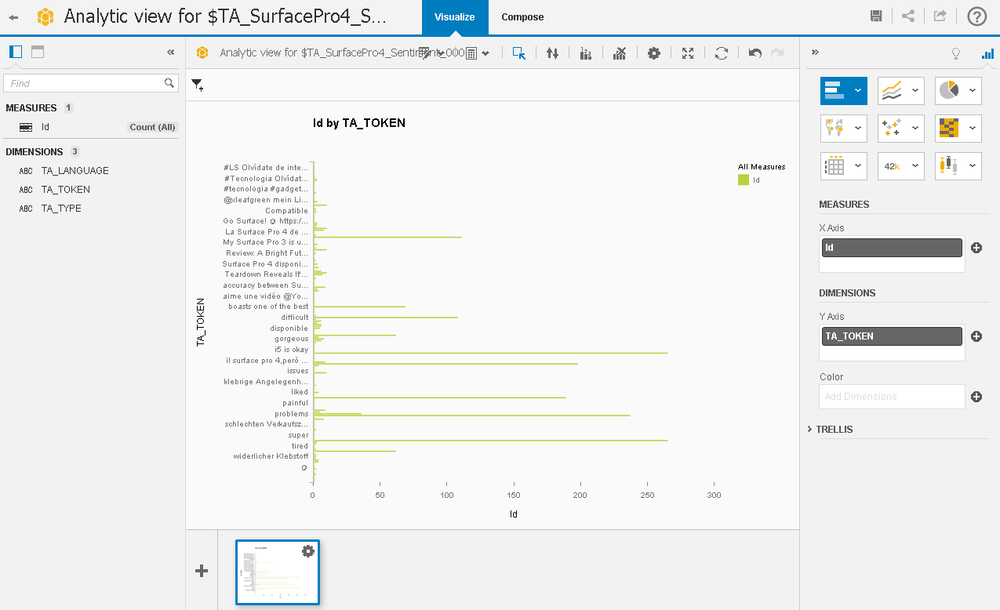 Analytic view for $TA_SurfacePro4_S...
Visualize
Compose
?
Find
MEASURES 1
Id Count (All)
DIMENSIONS 3
ABC TA_LANGUAGE
ABC TA_TOKEN
ABC TA_TYPE
Analytic view for $TA_SurfacePro4_Sentiment_000
Id by TA_TOKEN
TA_TOKEN
#LS Olvídate de inte...
#Tecnologia Olvidat...
#tecnologia #gadget...
@xleafgreen mein Li...
Compatible
Go Surface! https:/...
La Surface Pro 4 de ...
My Surface Pro 3 is u...
Review: A Bright Fut...
Surface Pro 4 disponi...
Teardown Reveals It'...
accuracy between Su...
aime une vidéo @Yo...
boasts one of the best
difficult
disponible
gorgeous
i5 is okay
il surface pro 4,però ...
issues
klebrige Angelegenh...
liked
painful
problems
schlechten Verkaufsz...
super
tired
widerlicher Klebstoff
0 50 100 150 200 250 300
Id
All Measures
Id
42k
MEASURES
X Axis
Id
DIMENSIONS
Y Axis
TA_TOKEN
Color
Add Dimensions
TRELLIS